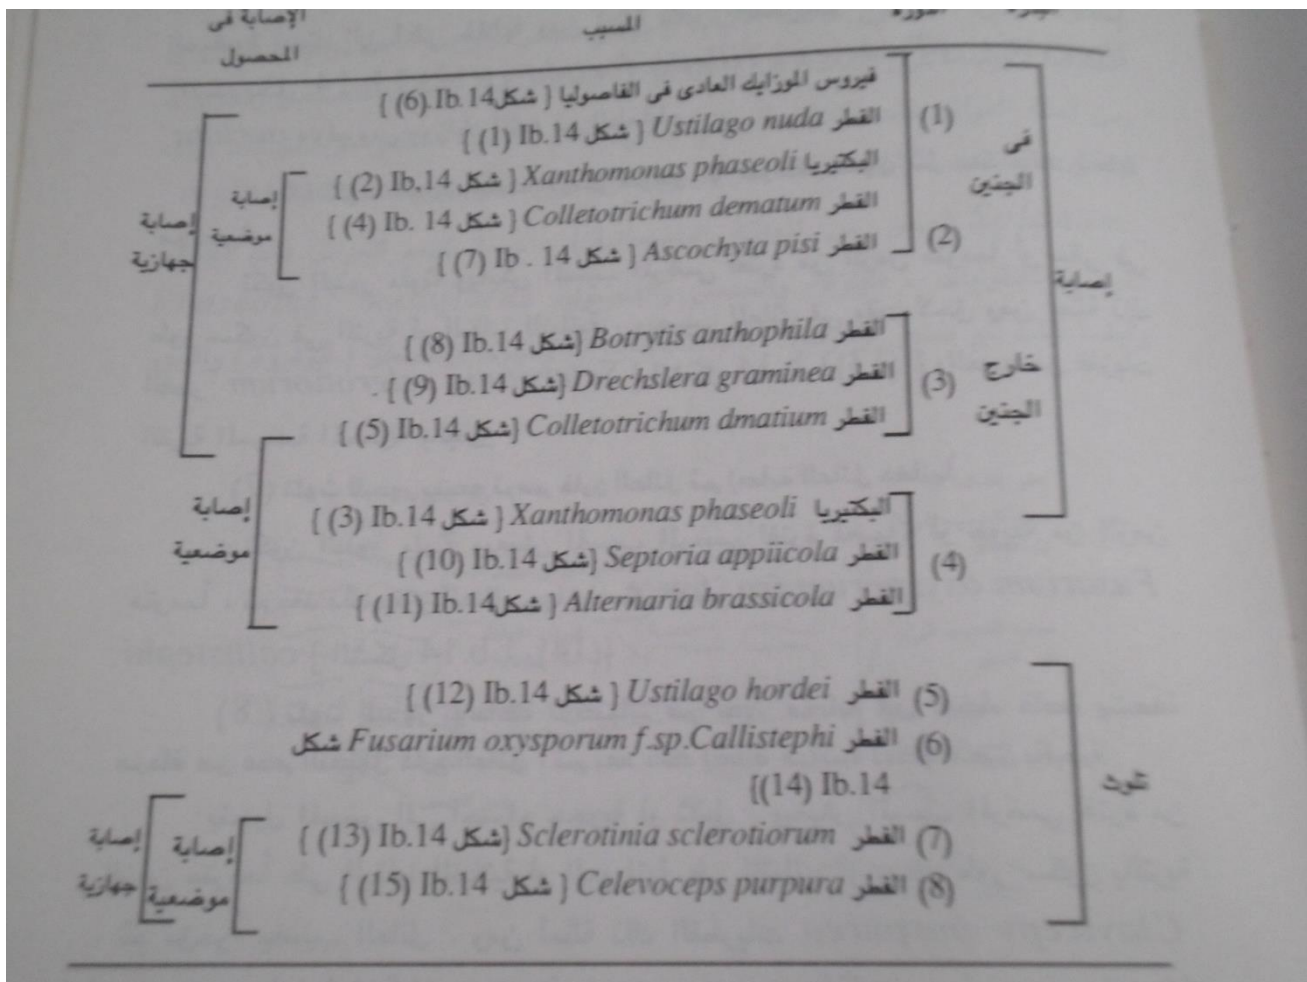 الإصابة فى
المحصول
المسبب
فيروس الموزايك العادى فى الفاصوليا { شكل Ib.14 (6) }
(1) الفطر Ustilago nuda { شكل Ib.14 (1) }
البكتيريا Xanthomonas phaseoli { شكل Ib,14 (2) }
الفطر Colletotrichum dematum { شكل Ib. 14 (4) }
(2) الفطر Ascochyta pisi { شكل Ib . 14 (7) }
فى
الجنين
إصابة
موضعية
إصابة
جهازية
إصابة
الفطر Botrytis anthophila {شكل Ib.14 (8) }
(3) الفطر Drechslera graminea {شكل Ib.14 (9) } .
الفطر Colletotrichum dmatium {شكل Ib.14 (5) }
خارج
الجنين
البكتيريا Xanthomonas phaseoli { شكل Ib.14 (3) }
(4) الفطر Septoria appiicola {شكل Ib.14 (10) }
الفطر Alternaria brassicola { شكل Ib.14 (11) }
إصابة
موضعية
(5) الفطر Ustilago hordei { شكل Ib.14 (12) }
(6) الفطر Fusarium oxysporum f.sp.Callistephi شكل
Ib.14 (14)}
(7) الفطر Sclerotinia sclerotiorum {شكل Ib.14 (13) }
(8) الفطر Celevoceps purpura { شكل Ib.14 (15) }
تلوث
إصابة
موضعية
إصابة
جهازية